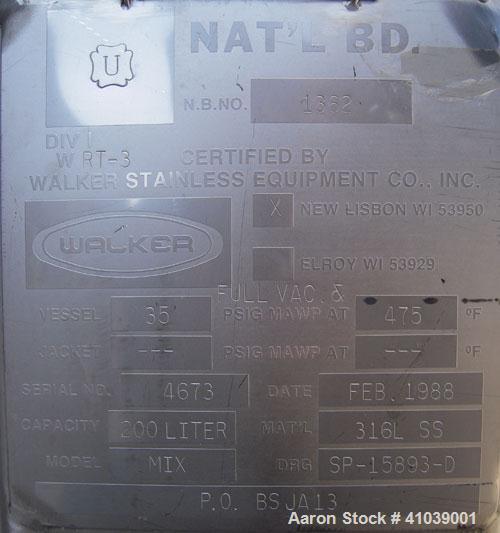 U
NAT'L BD.
N.B.NO. 1362
DIV 1
W RT-3 CERTIFIED BY
WALKER STAINLESS EQUIPMENT CO., INC.
X NEW LISBON WI 53950
WALKER
ELROY WI 53929
FULL VAC. &
VESSEL 35 PSIG MAWP AT 475 °F
JACKET --- PSIG MAWP AT --- °F
SERIAL NO. 4673 DATE FEB. 1988
CAPACITY 200 LITER MAT'L 316L SS
MODEL MIX DRG SP-15893-D
P.O. BSJA13
Aaron Stock # 41039001